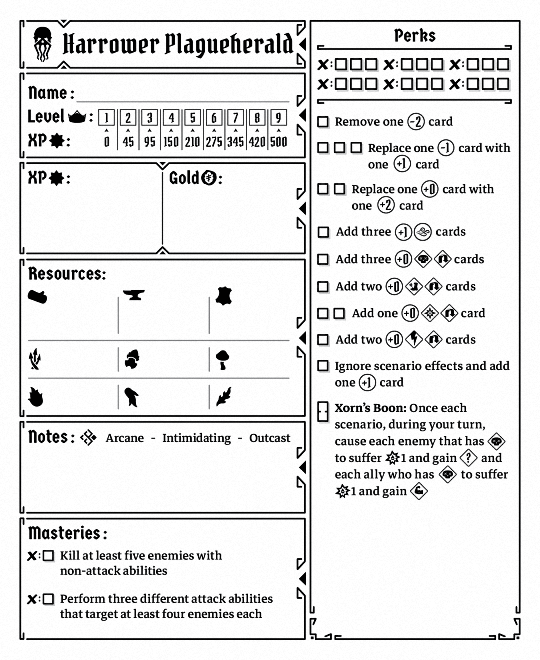 Harrower Plagueherald
Name:
Level : 1 2 3 4 5 6 7 8 9
XP : 0 45 95 150 210 275 345 420 500
XP : Gold :
Resources:
Notes: Arcane - Intimidating - Outcast
Masteries:
Kill at least five enemies with
non-attack abilities
Perform three different attack abilities
that target at least four enemies each
Perks
Remove one -2 card
Replace one -1 card with
one +1 card
Replace one +0 card with
one +2 card
Add three +1 cards
Add three +0 cards
Add two +0 cards
Add one +0 card
Add two +0 cards
Ignore scenario effects and add
one +1 card
Xorn's Boon: Once each
scenario, during your turn,
cause each enemy that has
to suffer 1 and gain ? and
each ally who has to suffer
1 and gain